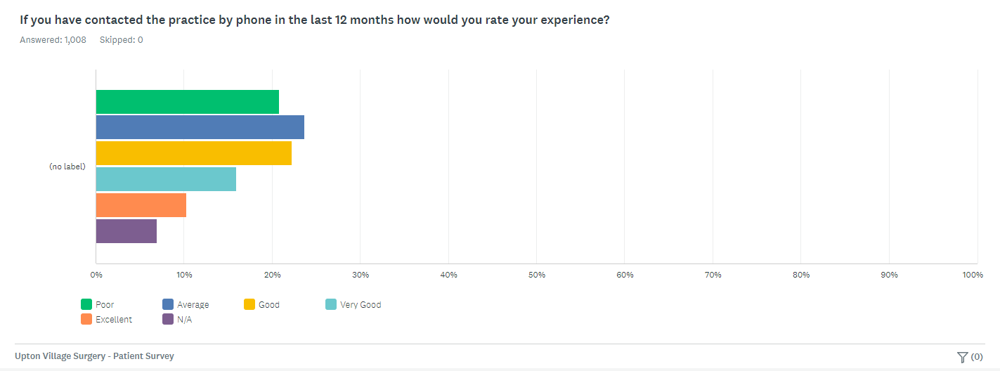 If you have contacted the practice by phone in the last 12 months how would you rate your experience?
Answered: 1,008 Skipped: 0
(no label)
0% 10% 20% 30% 40% 50% 60% 70% 80% 90% 100%
Poor Average Good Very Good
Excellent N/A
Upton Village Surgery - Patient Survey (0)